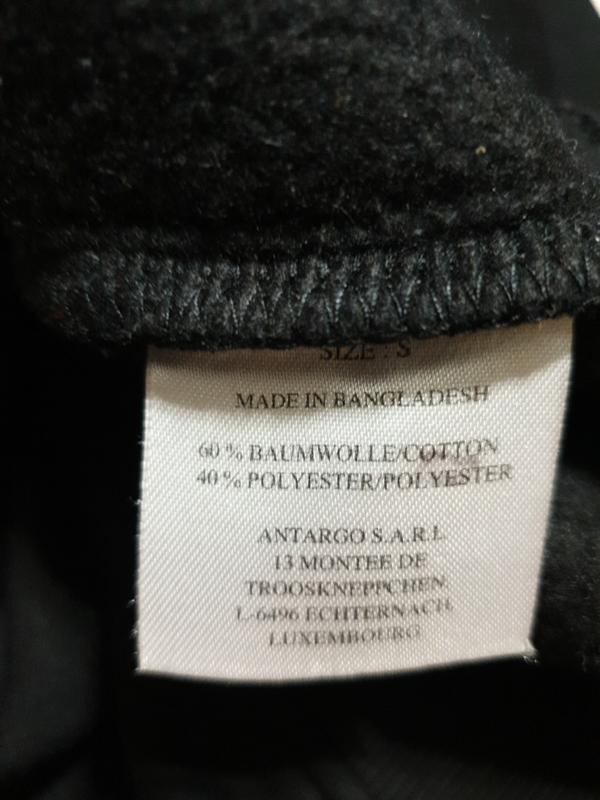 SIZE : S
MADE IN BANGLADESH
60 % BAUMWOLLE/COTTON
40 % POLYESTER/POLYESTER
ANTARGO S.A.R.L
13 MONTEE DE
TROOSKNEPPCHEN
L-6496 ECHTERNACH
LUXEMBOURG